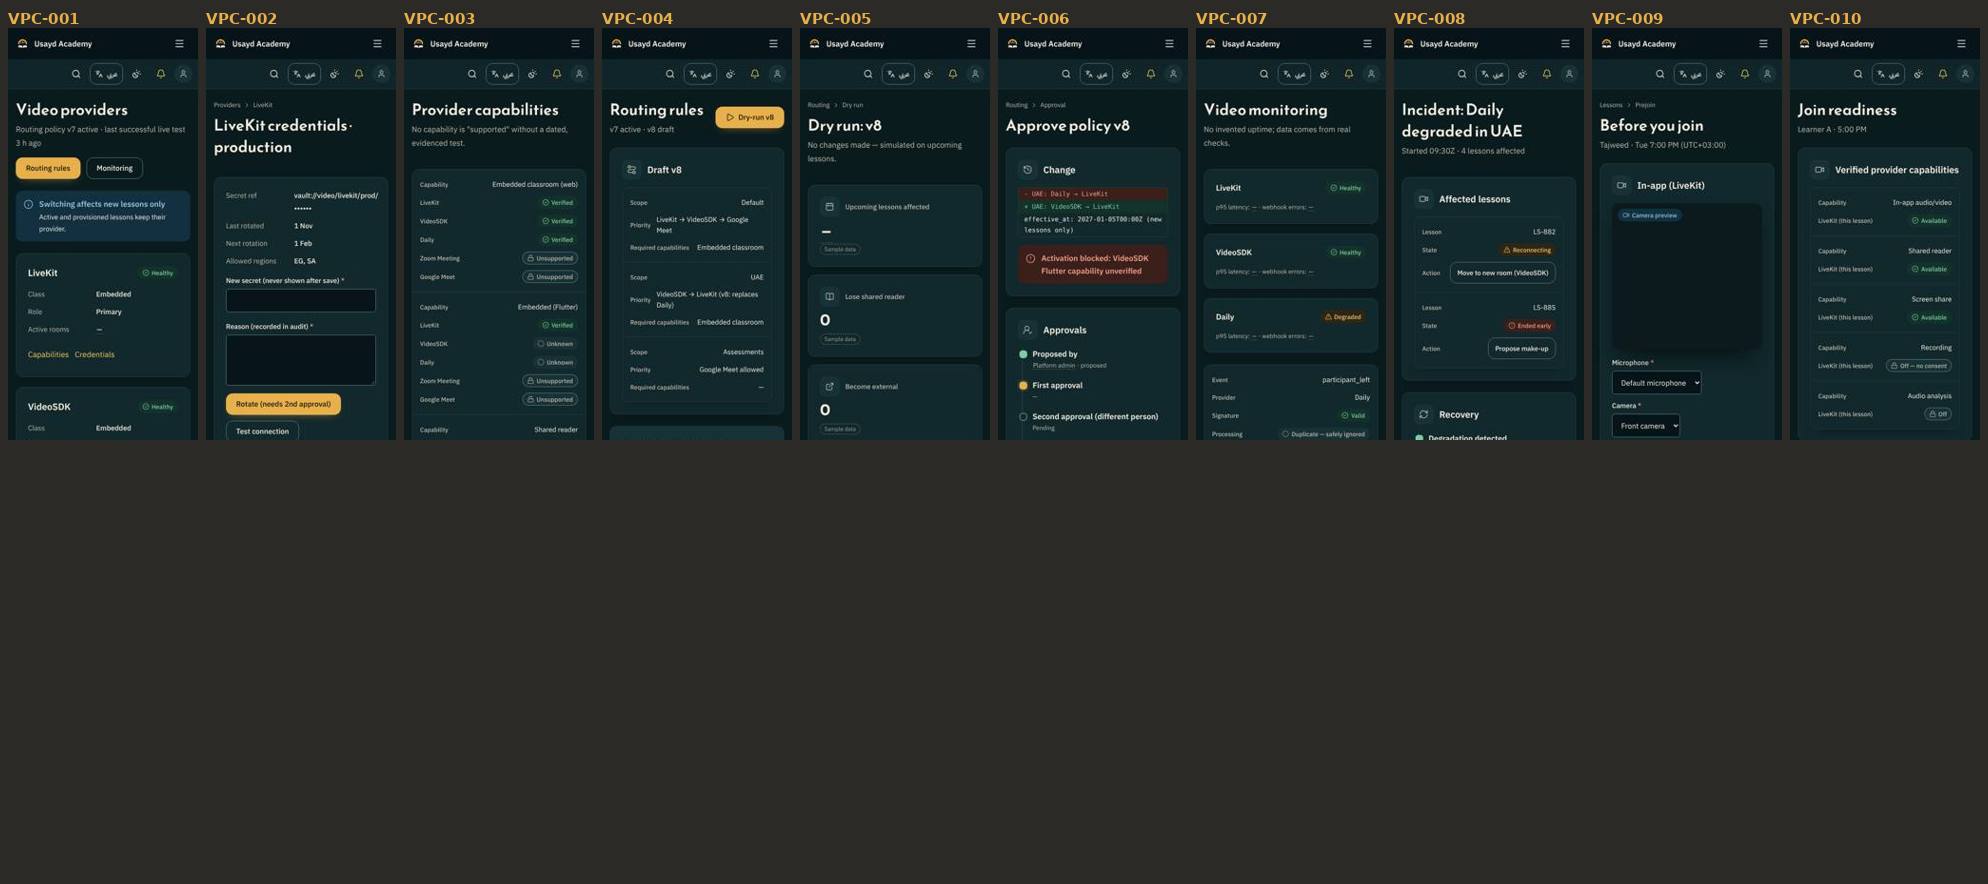 VPC-001
Usayd Academy
Video providers
Routing policy v7 active · last successful live test
3 h ago
Routing rules
Monitoring
Switching affects new lessons only
Active and provisioned lessons keep their
provider.
LiveKit
Healthy
Class Embedded
Role Primary
Active rooms —
Capabilities Credentials
VideoSDK
Healthy
Class Embedded
VPC-002
Usayd Academy
Providers > LiveKit
LiveKit credentials ·
production
Secret ref vault://video/livekit/prod/
••••••
Last rotated 1 Nov
Next rotation 1 Feb
Allowed regions EG, SA
New secret (never shown after save) *
Reason (recorded in audit) *
Rotate (needs 2nd approval)
Test connection
VPC-003
Usayd Academy
Provider capabilities
No capability is "supported" without a dated,
evidenced test.
Capability Embedded classroom (web)
LiveKit Verified
VideoSDK Verified
Daily Verified
Zoom Meeting Unsupported
Google Meet Unsupported
Capability Embedded (Flutter)
LiveKit Verified
VideoSDK Unknown
Daily Unknown
Zoom Meeting Unsupported
Google Meet Unsupported
Capability Shared reader
VPC-004
Usayd Academy
Routing rules
v7 active · v8 draft
Dry-run v8
Draft v8
Scope Default
Priority LiveKit → VideoSDK → Google
Meet
Required capabilities Embedded classroom
Scope UAE
Priority VideoSDK → LiveKit (v8: replaces
Daily)
Required capabilities Embedded classroom
Scope Assessments
Priority Google Meet allowed
Required capabilities —
VPC-005
Usayd Academy
Routing > Dry run
Dry run: v8
No changes made — simulated on upcoming
lessons.
Upcoming lessons affected
—
Sample data
Lose shared reader
0
Sample data
Become external
0
Sample data
VPC-006
Usayd Academy
Routing > Approval
Approve policy v8
Change
- UAE: Daily → LiveKit
+ UAE: VideoSDK → LiveKit
effective_at: 2027-01-05T00:00Z (new
lessons only)
Activation blocked: VideoSDK
Flutter capability unverified
Approvals
Proposed by
Platform admin · proposed
First approval
—
Second approval (different person)
Pending
VPC-007
Usayd Academy
Video monitoring
No invented uptime; data comes from real
checks.
LiveKit
Healthy
p95 latency: — · webhook errors: —
VideoSDK
Healthy
p95 latency: — · webhook errors: —
Daily
Degraded
p95 latency: — · webhook errors: —
Event participant_left
Provider Daily
Signature Valid
Processing Duplicate — safely ignored
VPC-008
Usayd Academy
Incident: Daily
degraded in UAE
Started 09:30Z · 4 lessons affected
Affected lessons
Lesson LS-882
State Reconnecting
Action Move to new room (VideoSDK)
Lesson LS-885
State Ended early
Action Propose make-up
Recovery
Degradation detected
VPC-009
Usayd Academy
Lessons > Prejoin
Before you join
Tajweed · Tue 7:00 PM (UTC+03:00)
In-app (LiveKit)
Camera preview
Microphone *
Default microphone
Camera *
Front camera
VPC-010
Usayd Academy
Join readiness
Learner A · 5:00 PM
Verified provider capabilities
Capability In-app audio/video
LiveKit (this lesson) Available
Capability Shared reader
LiveKit (this lesson) Available
Capability Screen share
LiveKit (this lesson) Available
Capability Recording
LiveKit (this lesson) Off — no consent
Capability Audio analysis
LiveKit (this lesson) Off